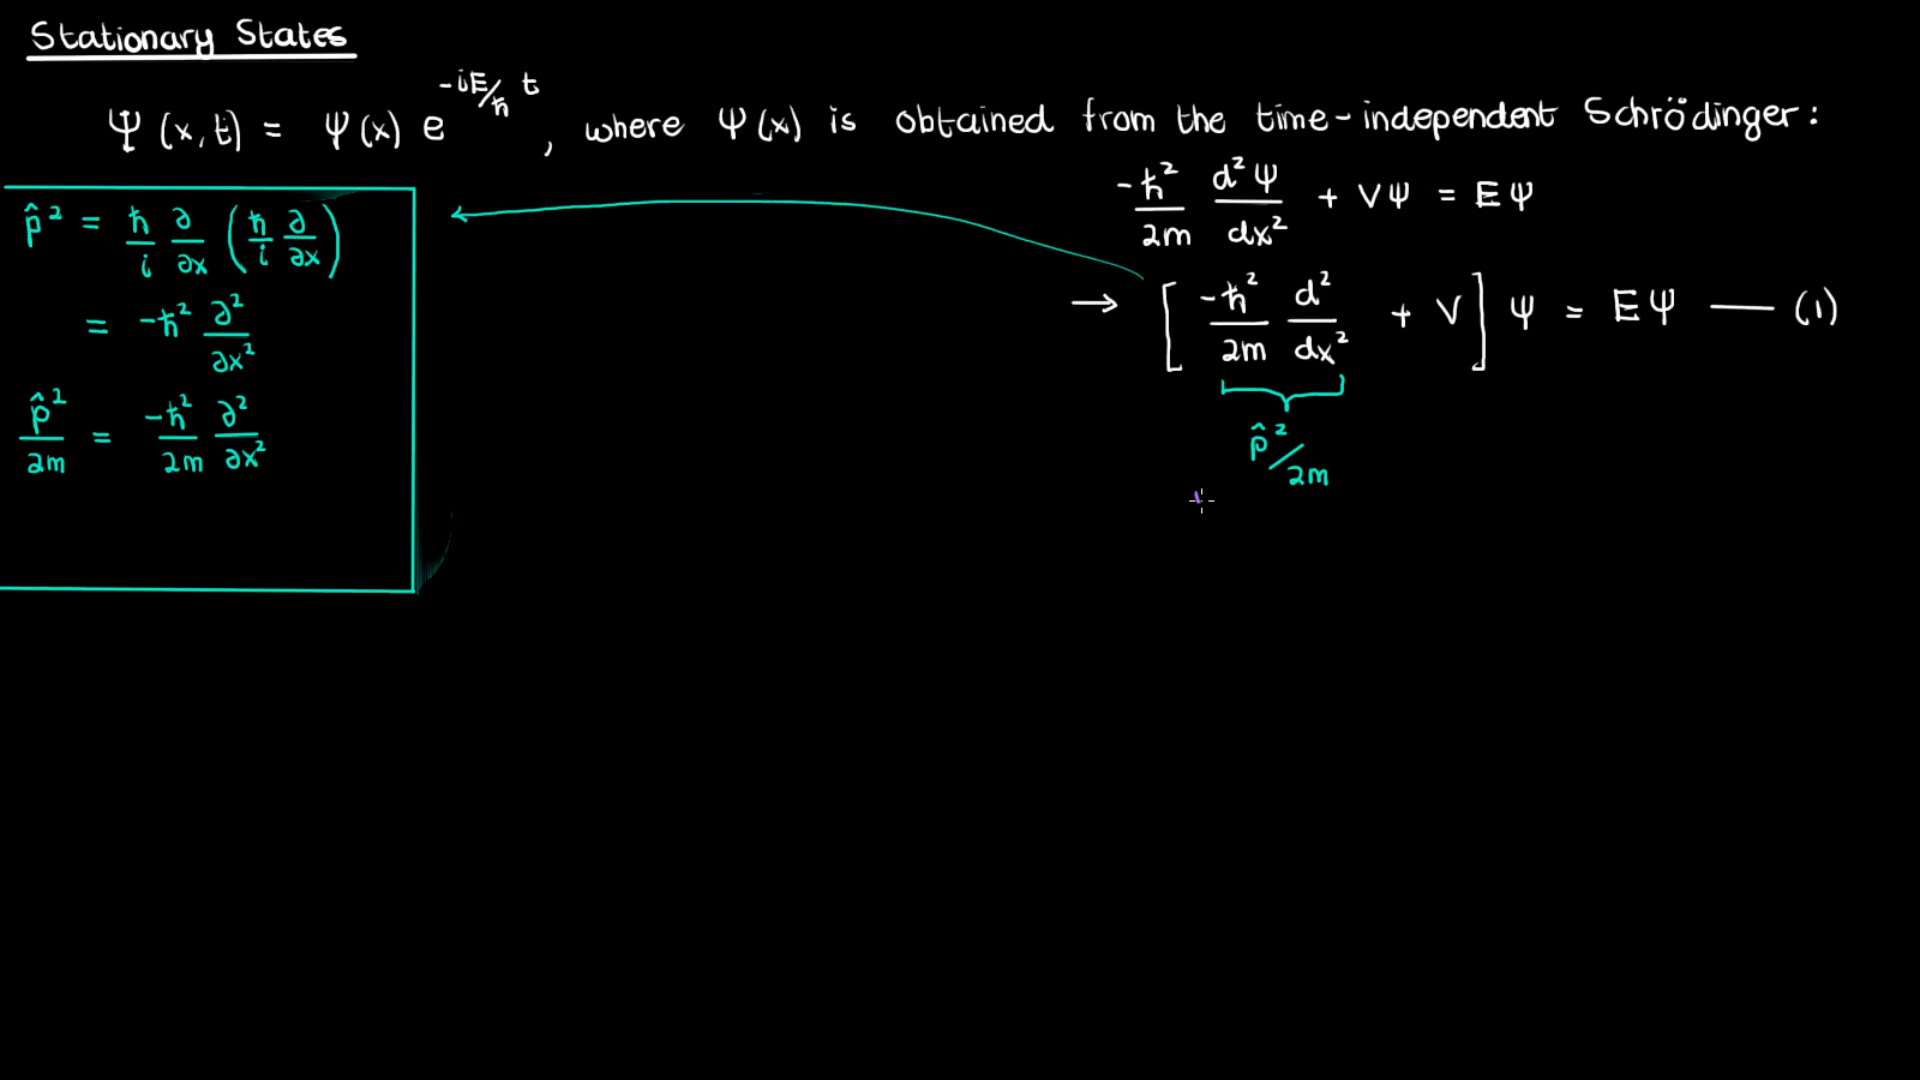 Stationary States
Ψ(x,t) = ψ(x) e^{-iE/ħ t}, where ψ(x) is obtained from the time-independent Schrödinger:
-ħ²/2m d²ψ/dx² + Vψ = Eψ
→ [ -ħ²/2m d²/dx² + V ] ψ = Eψ — (1)
p̂²/2m
p̂² = ħ/i ∂/∂x (ħ/i ∂/∂x)
= -ħ² ∂²/∂x²
p̂²/2m = -ħ²/2m ∂²/∂x²